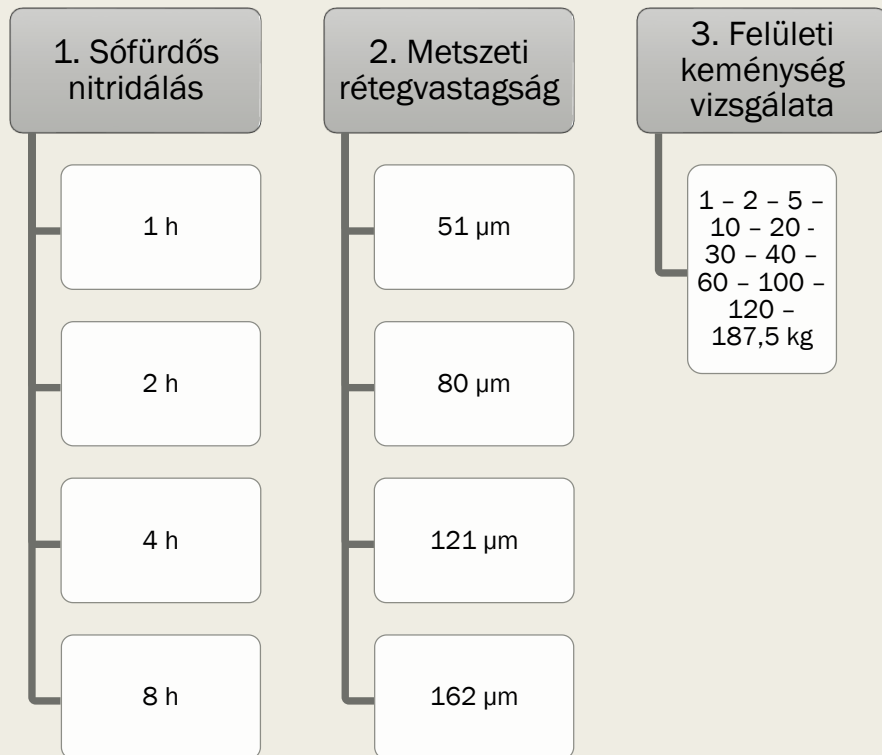 1. Sófürdős
nitridálás
1 h
2 h
4 h
8 h
2. Metszeti
rétegvastagság
51 μm
80 μm
121 μm
162 μm
3. Felületi
keménység
vizsgálata
1 – 2 – 5 –
10 – 20 -
30 – 40 –
60 – 100 –
120 –
187,5 kg